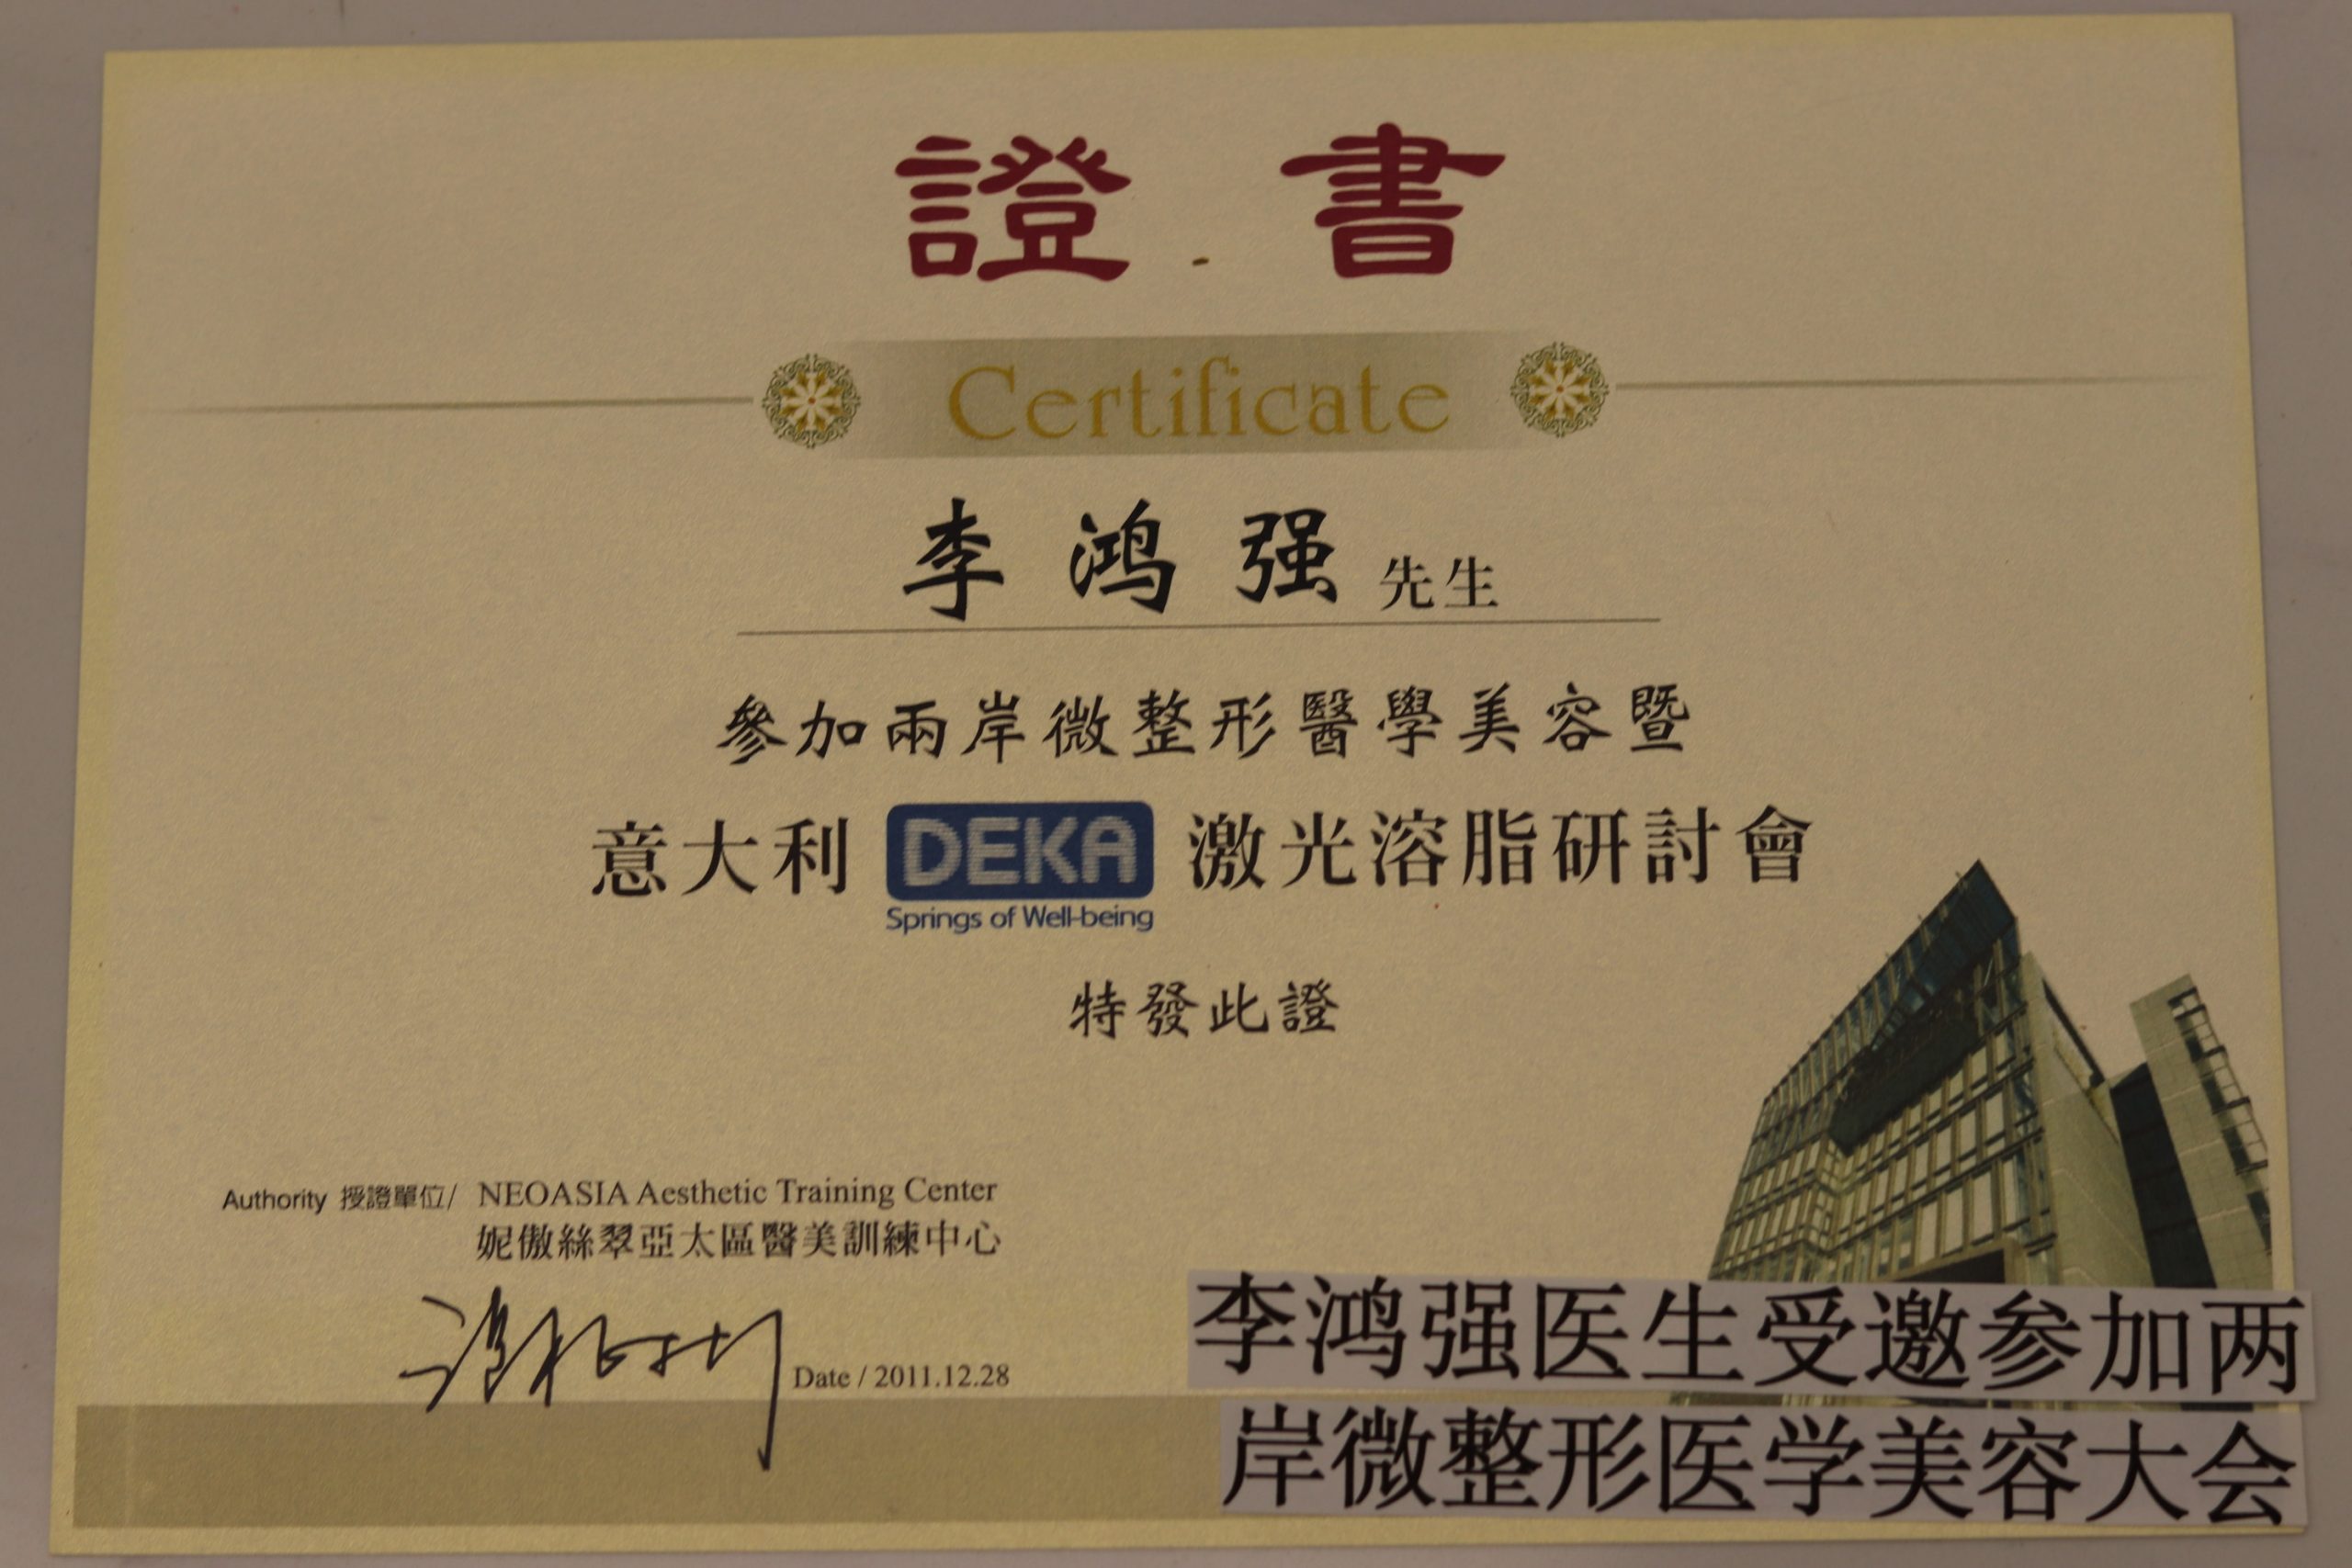 證書
Certificate
李鸿强先生
參加兩岸微整形醫學美容暨
意大利 DEKA 激光溶脂研討會
Springs of Well-being
特發此證
Authority 授證單位/ NEOASIA Aesthetic Training Center
妮傲絲翠亞太區醫美訓練中心
Date / 2011.12.28
李鸿强医生受邀参加两
岸微整形医学美容大会